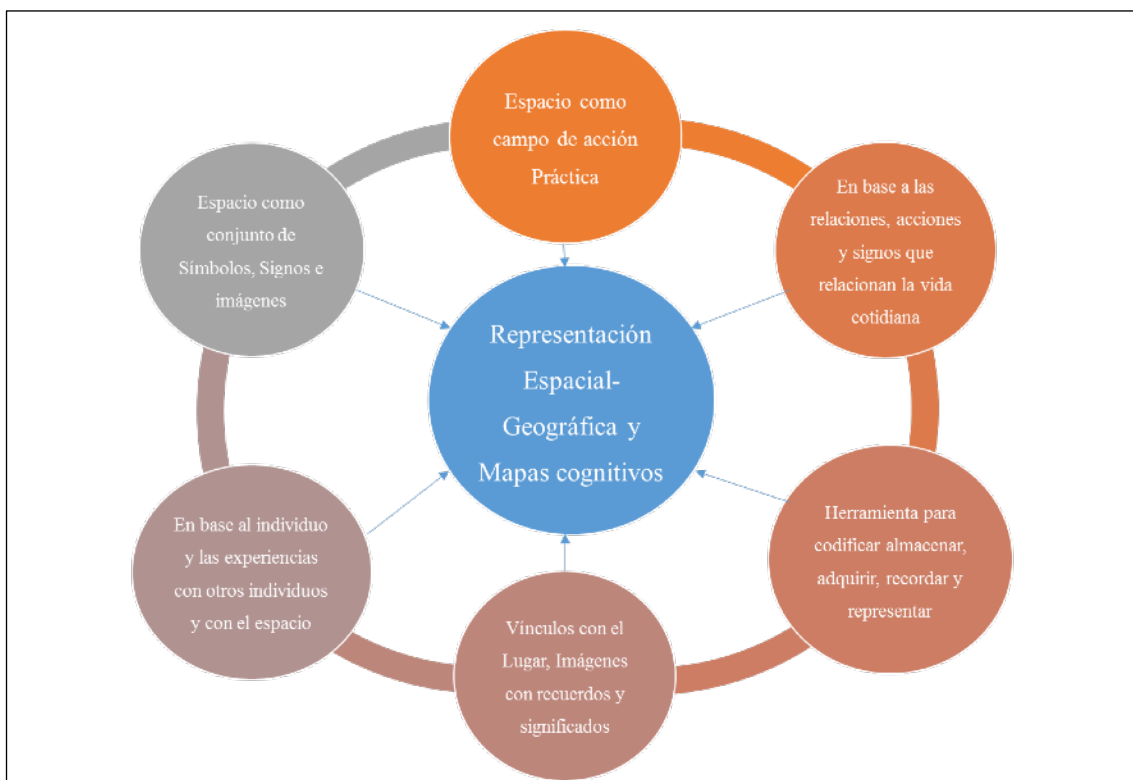 Espacio como
campo de acción
Práctica
En base a las
relaciones, acciones
y signos que
relacionan la vida
cotidiana
Herramienta para
codificar almacenar,
adquirir, recordar y
representar
Vínculos con el
Lugar, Imágenes
con recuerdos y
significados
En base al individuo
y las experiencias
con otros individuos
y con el espacio
Espacio como
conjunto de
Símbolos, Signos e
imágenes
Representación
Espacial-
Geográfica y
Mapas cognitivos